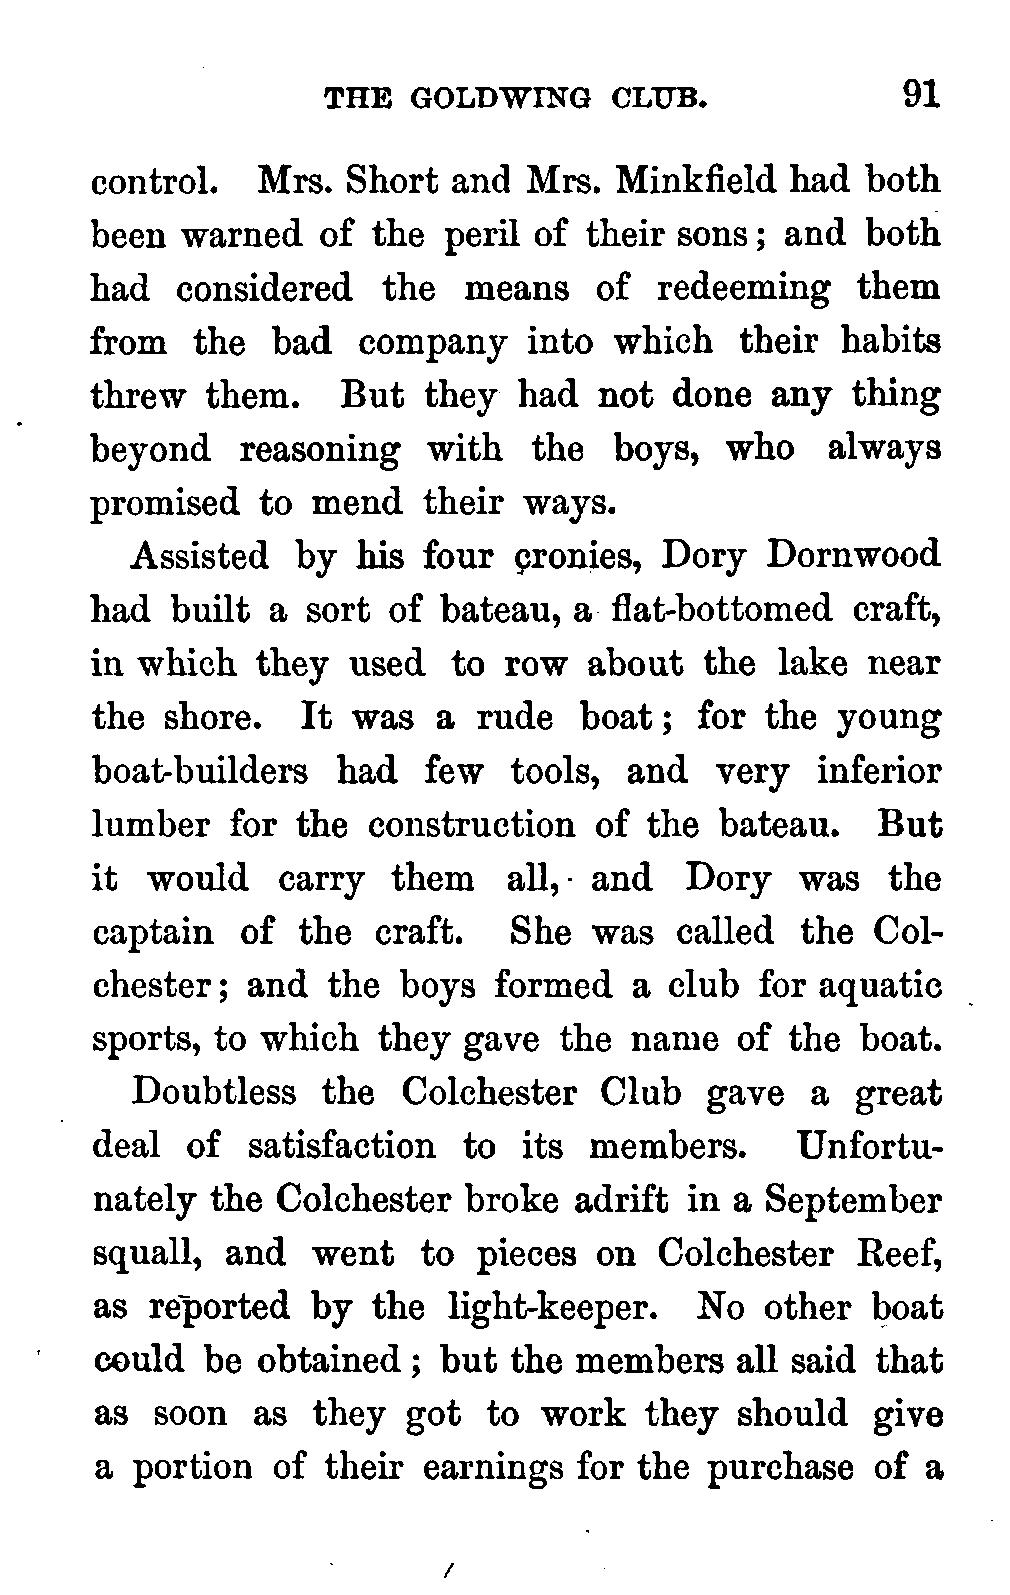 THE GOLDWING CLUB. 91
control. Mrs. Short and Mrs. Minkfield had both
been warned of the peril of their sons; and both
had considered the means of redeeming them
from the bad company into which their habits
threw them. But they had not done any thing
beyond reasoning with the boys, who always
promised to mend their ways.
Assisted by his four cronies, Dory Dornwood
had built a sort of bateau, a flat-bottomed craft,
in which they used to row about the lake near
the shore. It was a rude boat; for the young
boat-builders had few tools, and very inferior
lumber for the construction of the bateau. But
it would carry them all, and Dory was the
captain of the craft. She was called the Col-
chester; and the boys formed a club for aquatic
sports, to which they gave the name of the boat.
Doubtless the Colchester Club gave a great
deal of satisfaction to its members. Unfortu-
nately the Colchester broke adrift in a September
squall, and went to pieces on Colchester Reef,
as reported by the light-keeper. No other boat
could be obtained; but the members all said that
as soon as they got to work they should give
a portion of their earnings for the purchase of a